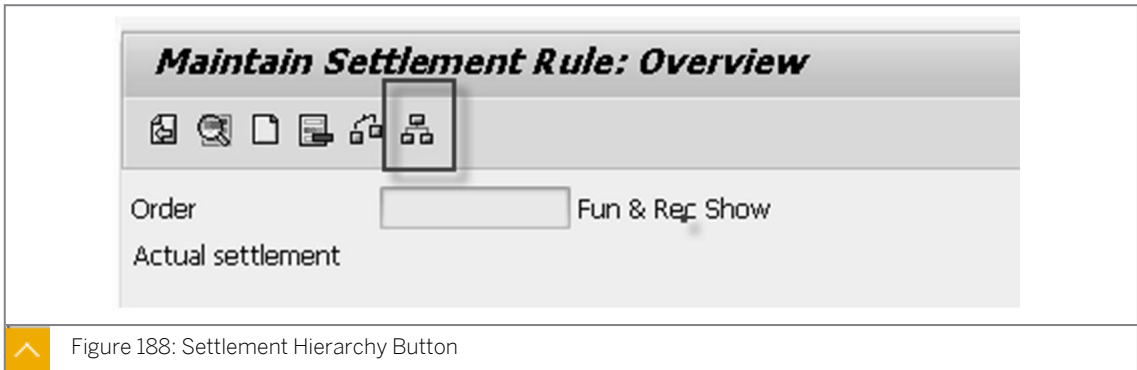 Maintain Settlement Rule: Overview
Order Fun & Rec Show
Actual settlement
Figure 188: Settlement Hierarchy Button